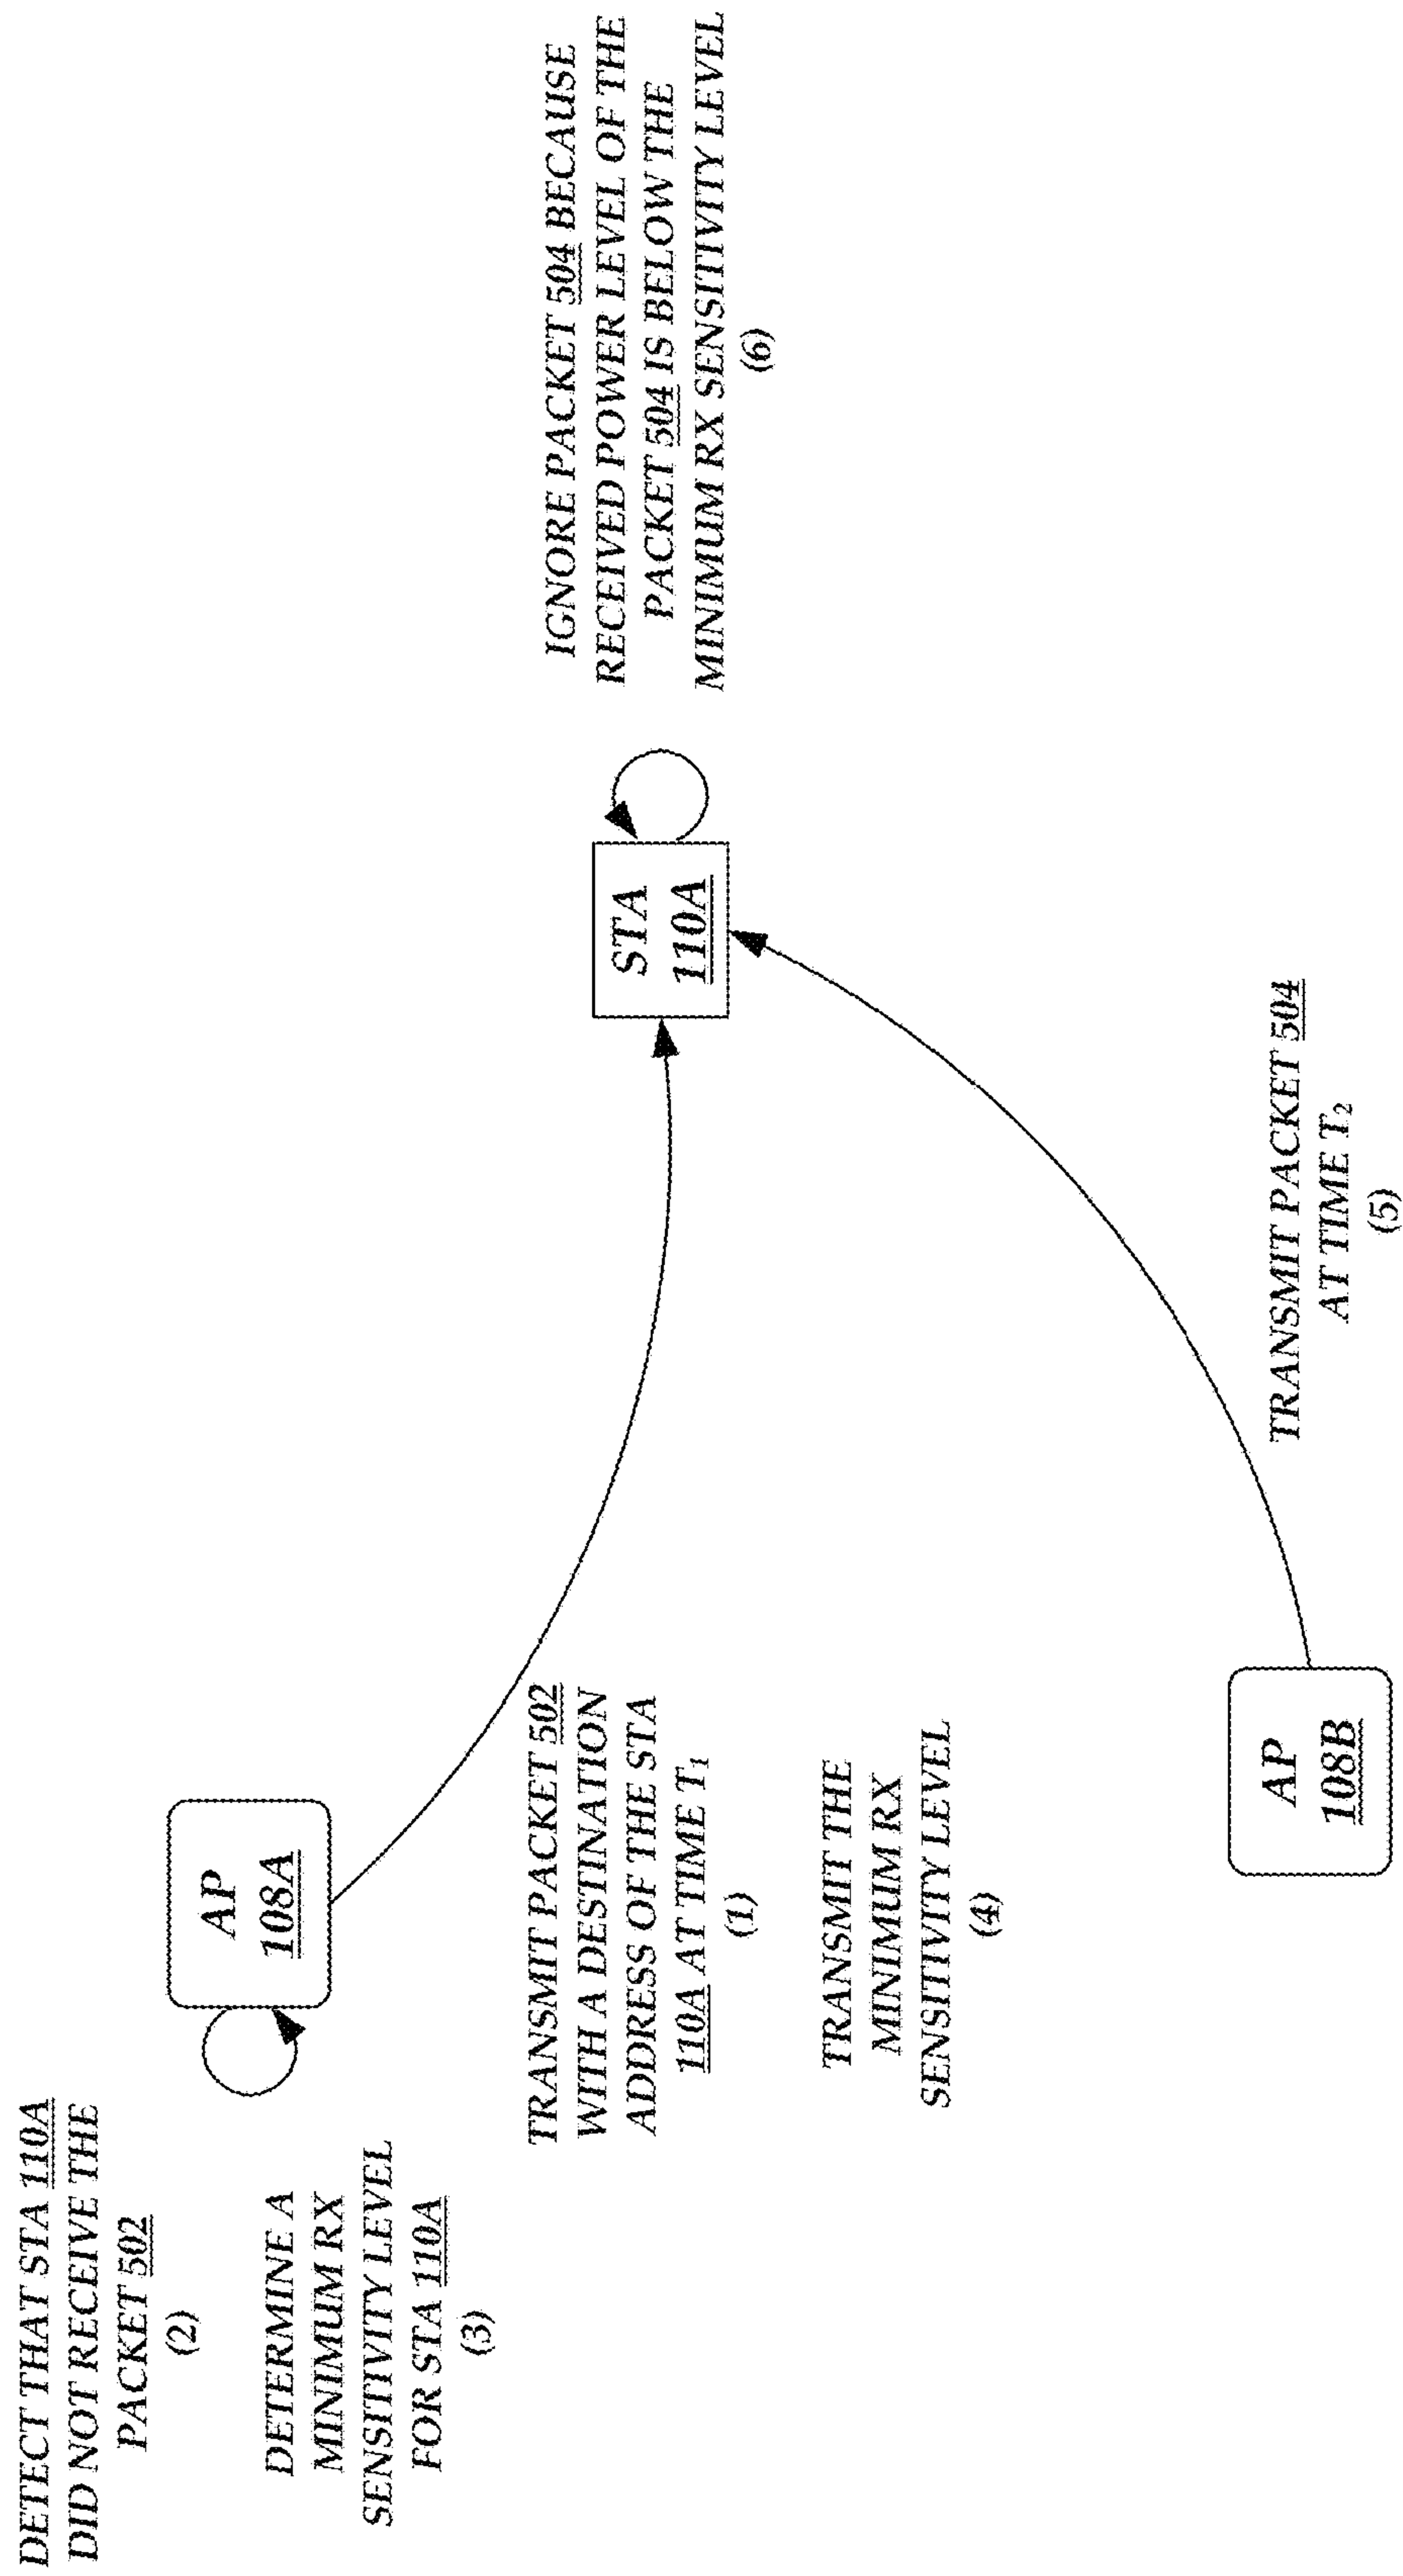 DETECT THAT STA 110A
DID NOT RECEIVE THE
PACKET 502
(2)
DETERMINE A
MINIMUM RX
SENSITIVITY LEVEL
FOR STA 110A
(3)
AP
108A
TRANSMIT PACKET 502
WITH A DESTINATION
ADDRESS OF THE STA
110A AT TIME T₁
(1)
TRANSMIT THE
MINIMUM RX
SENSITIVITY LEVEL
(4)
AP
108B
TRANSMIT PACKET 504
AT TIME T₂
(5)
STA
110A
IGNORE PACKET 504 BECAUSE
RECEIVED POWER LEVEL OF THE
PACKET 504 IS BELOW THE
MINIMUM RX SENSITIVITY LEVEL
(6)